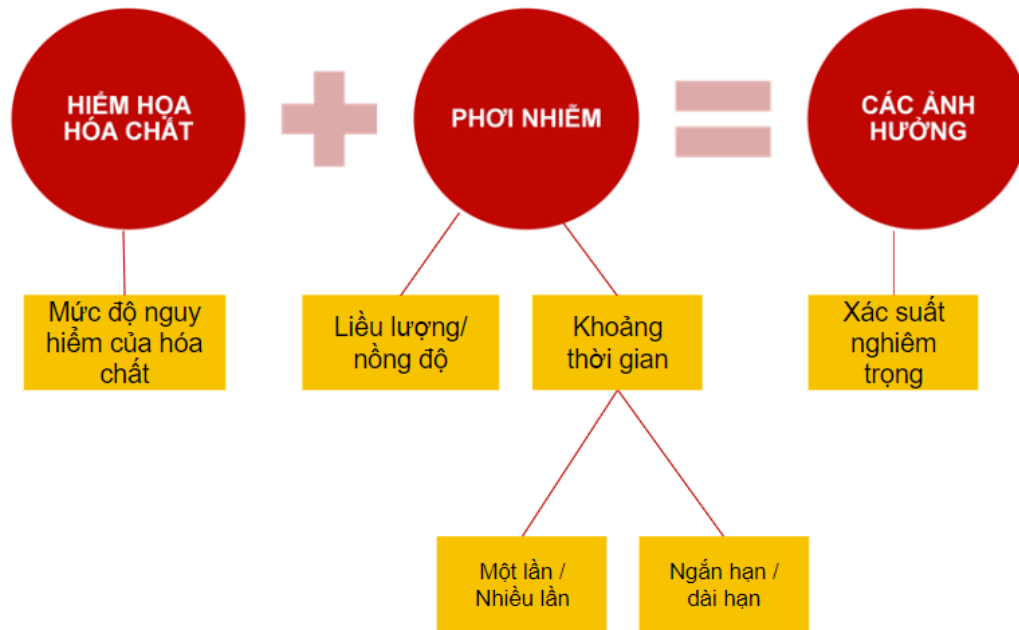 HIỂM HỌA
HÓA CHẤT
PHƠI NHIỄM
CÁC ẢNH
HƯỞNG
Mức độ nguy
hiểm của hóa
chất
Liều lượng/
nồng độ
Khoảng
thời gian
Xác suất
nghiêm
trọng
Một lần /
Nhiều lần
Ngắn hạn /
dài hạn